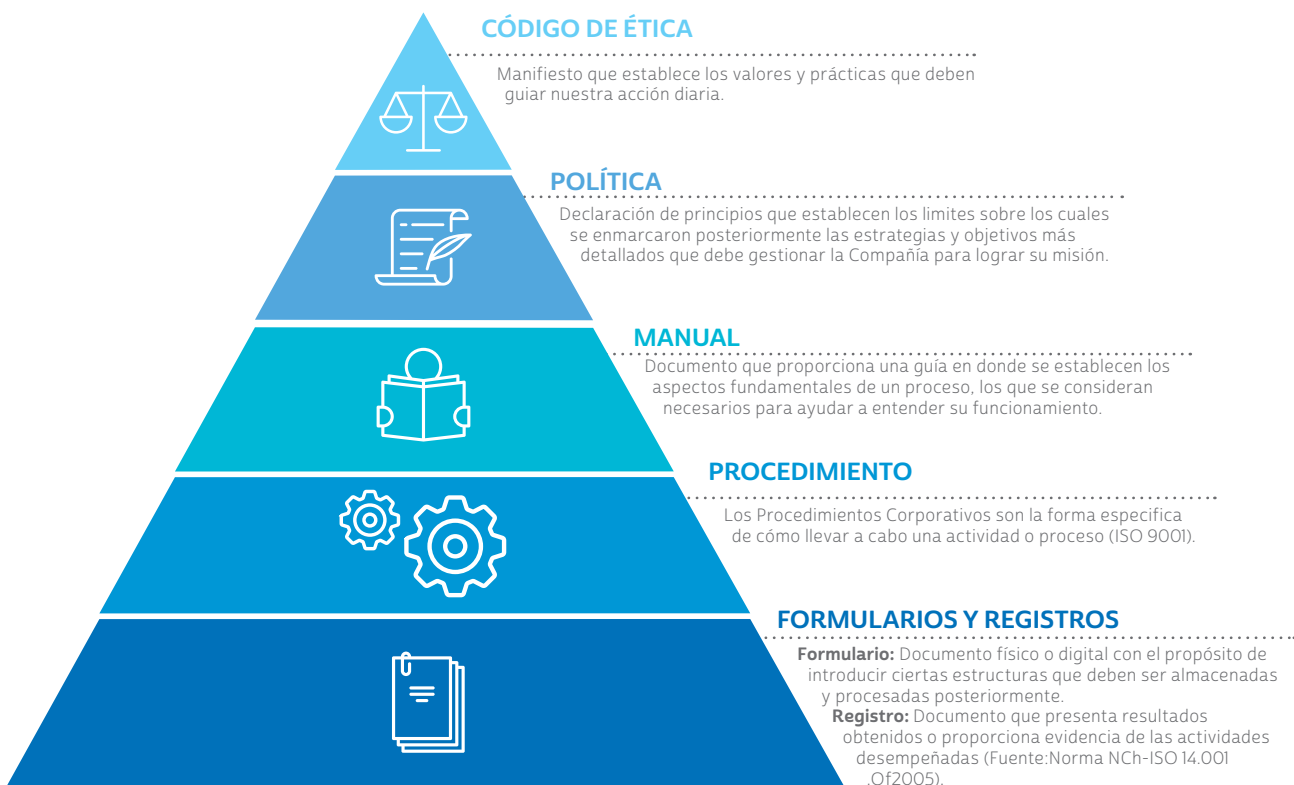 CÓDIGO DE ÉTICA
Manifiesto que establece los valores y prácticas que deben
guiar nuestra acción diaria.
POLÍTICA
Declaración de principios que establecen los limites sobre los cuales
se enmarcaron posteriormente las estrategias y objetivos más
detallados que debe gestionar la Compañía para lograr su misión.
MANUAL
Documento que proporciona una guía en donde se establecen los
aspectos fundamentales de un proceso, los que se consideran
necesarios para ayudar a entender su funcionamiento.
PROCEDIMIENTO
Los Procedimientos Corporativos son la forma especifica
de cómo llevar a cabo una actividad o proceso (ISO 9001).
FORMULARIOS Y REGISTROS
Formulario: Documento físico o digital con el propósito de
introducir ciertas estructuras que deben ser almacenadas
y procesadas posteriormente.
Registro: Documento que presenta resultados
obtenidos o proporciona evidencia de las actividades
desempeñadas (Fuente:Norma NCh-ISO 14.001
.Of2005).